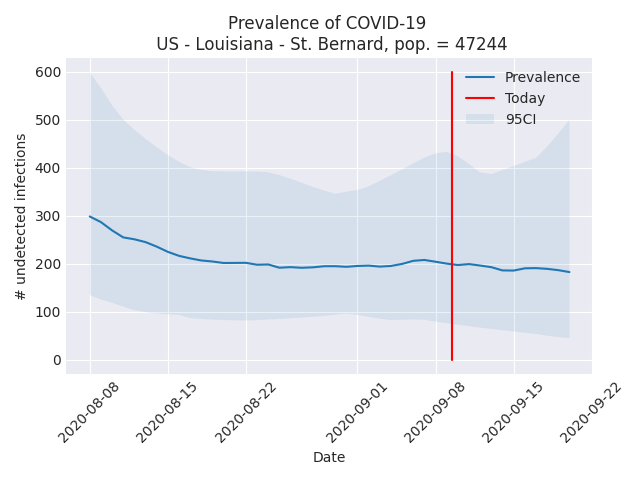 Prevalence of COVID-19
US - Louisiana - St. Bernard, pop. = 47244
# undetected infections
600
500
400
300
200
100
0
Prevalence
Today
95CI
2020-08-08
2020-08-15
2020-08-22
2020-09-01
2020-09-08
2020-09-15
2020-09-22
Date